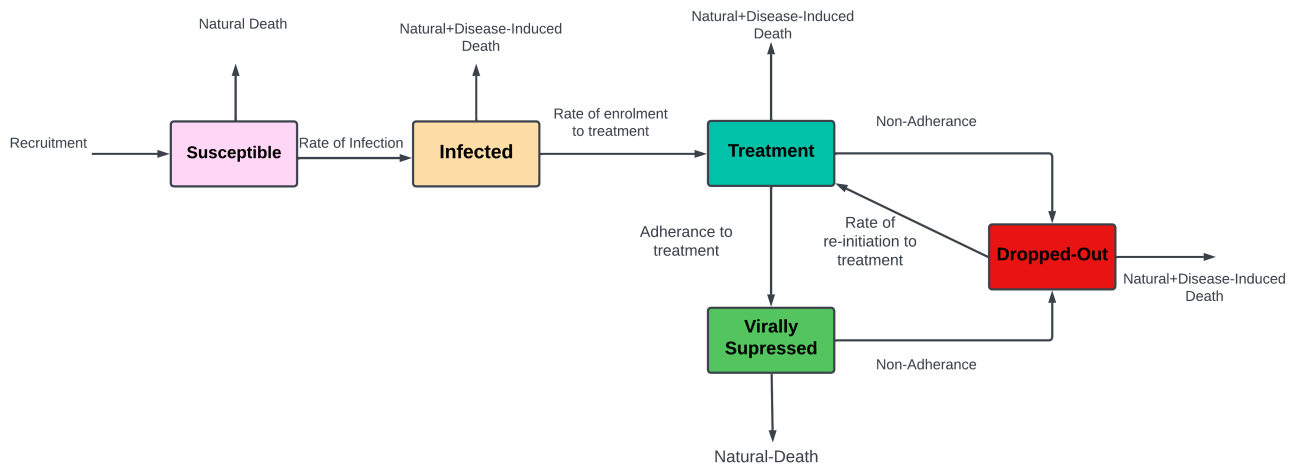 Natural Death
Natural+Disease-Induced
Death
Natural+Disease-Induced
Death
Recruitment
Susceptible
Rate of Infection
Infected
Rate of enrolment
to treatment
Treatment
Non-Adherance
Adherance to
treatment
Rate of
re-initiation to
treatment
Dropped-Out
Natural+Disease-Induced
Death
Virally
Supressed
Non-Adherance
Natural-Death